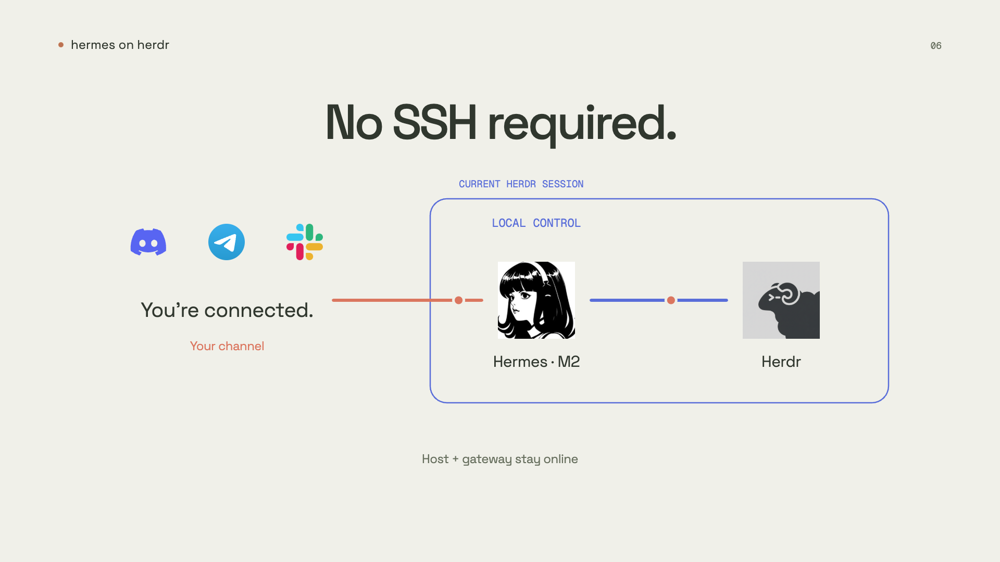 hermes on herdr
06
No SSH required.
CURRENT HERDR SESSION
LOCAL CONTROL
You’re connected.
Your channel
Hermes · M2
Herdr
Host + gateway stay online